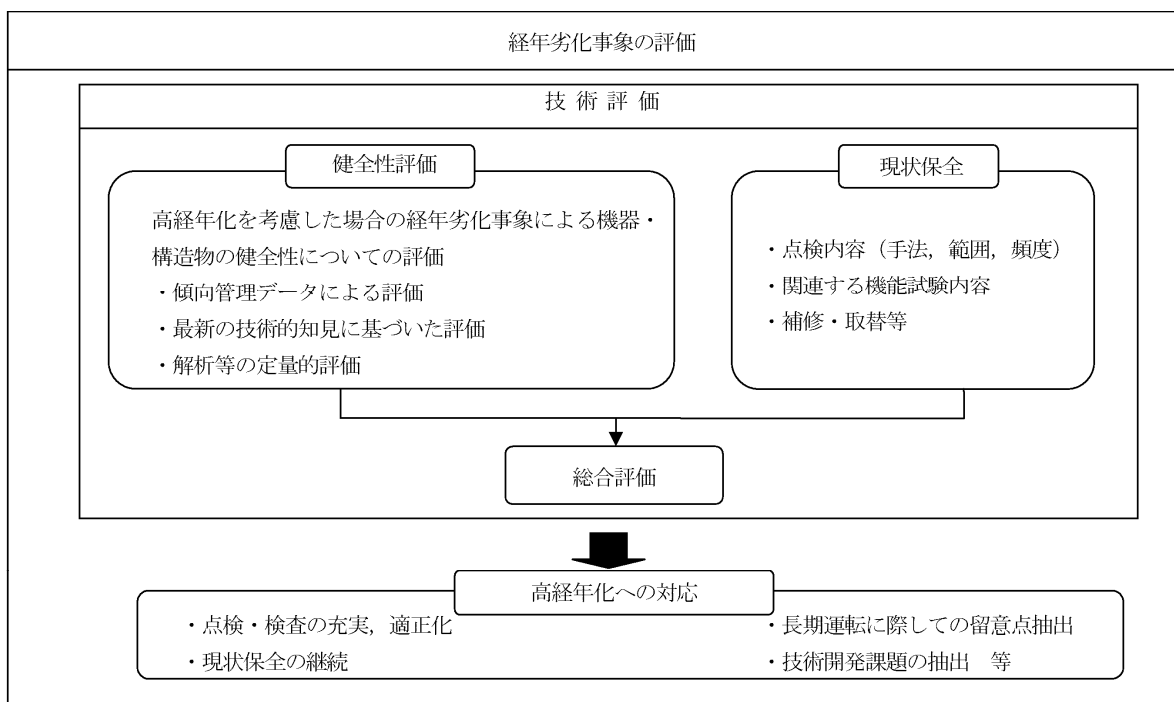 経年劣化事象の評価
技術評価
健全性評価
高経年化を考慮した場合の経年劣化事象による機器・
構造物の健全性についての評価
・傾向管理データによる評価
・最新の技術的知見に基づいた評価
・解析等の定量的評価
現状保全
・点検内容（手法，範囲，頻度）
・関連する機能試験内容
・補修・取替等
総合評価
高経年化への対応
・点検・検査の充実，適正化
・現状保全の継続
・長期運転に際しての留意点抽出
・技術開発課題の抽出　等